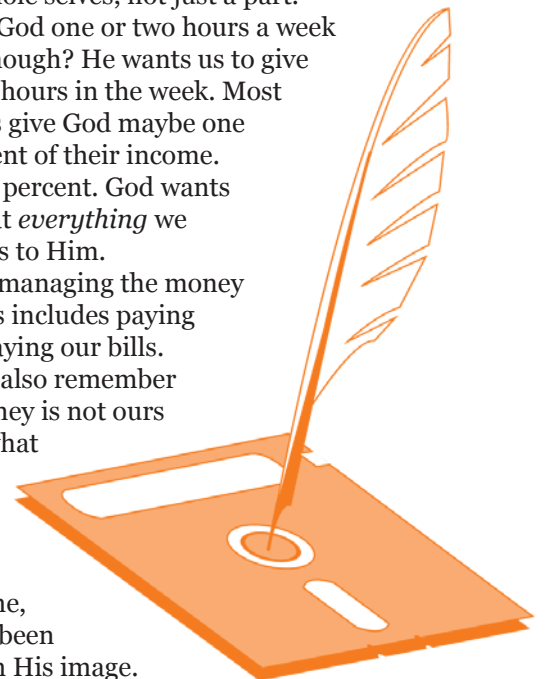 selves, not just a part.
God one or two hours a week
He wants us to give
hours in the week. Most
give God maybe one
of their income.
percent. God wants
everything we
to Him.
managing the money
includes paying
our bills.
also remember
is not ours
been
His image.